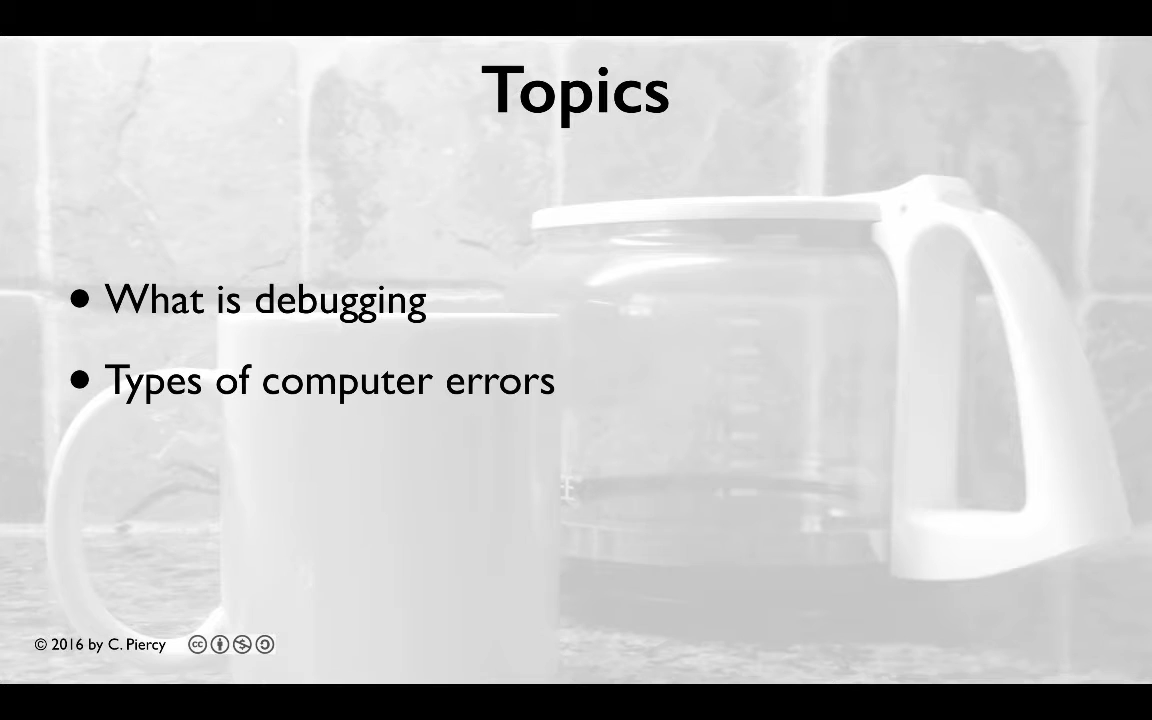 Topics
• What is debugging
• Types of computer errors
© 2016 by C. Piercy